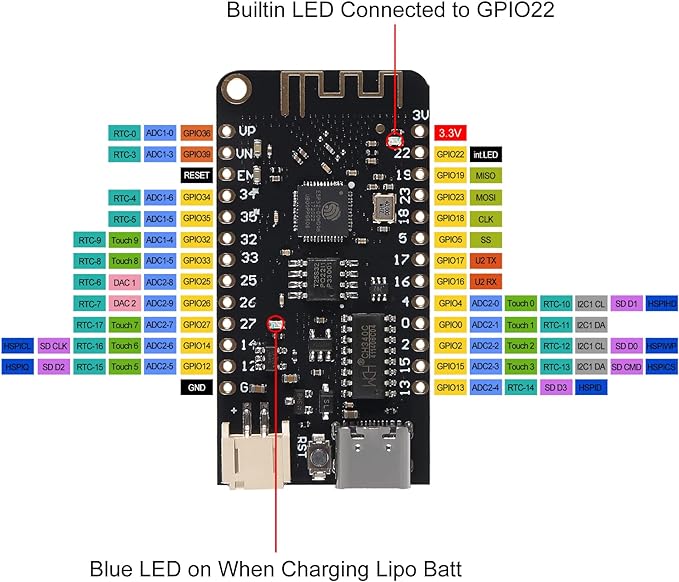 Builtin LED Connected to GPIO22
3V
RTC-0 ADC1-0 GPIO36 VP 3.3V
RTC-3 ADC1-3 GPIO39 VN 22 GPIO22 int.LED
RESET EN 19 GPIO19 MISO
RTC-4 ADC1-6 GPIO34 34 23 GPIO23 MOSI
RTC-5 ADC1-5 GPIO35 35 18 GPIO18 CLK
RTC-9 Touch 9 ADC1-4 GPIO32 32 5 GPIO5 SS
RTC-8 Touch 8 ADC1-5 GPIO33 33 17 GPIO17 U2 TX
RTC-6 DAC 1 ADC2-8 GPIO25 25 16 GPIO16 U2 RX
RTC-7 DAC 2 ADC2-9 GPIO26 26 4 GPIO4 ADC2-0 Touch 0 RTC-10 I2C1 CL SD D1 HSPIHD
RTC-17 Touch 7 ADC2-7 GPIO27 27 0 GPIO0 ADC2-1 Touch 1 RTC-11 I2C1 DA
HSPICL SD CLK RTC-16 Touch 6 ADC2-6 GPIO14 14 2 GPIO2 ADC2-2 Touch 2 RTC-12 I2C1 CL SD D0 HSPIWP
HSPIQ SD D2 RTC-15 Touch 5 ADC2-5 GPIO12 12 15 GPIO15 ADC2-3 Touch 3 RTC-13 I2C1 DA SD CMD HSPICS
GND G 13 GPIO13 ADC2-4 RTC-14 SD D3 HSPID
CH340C
+ -
RST
Blue LED on When Charging Lipo Batt